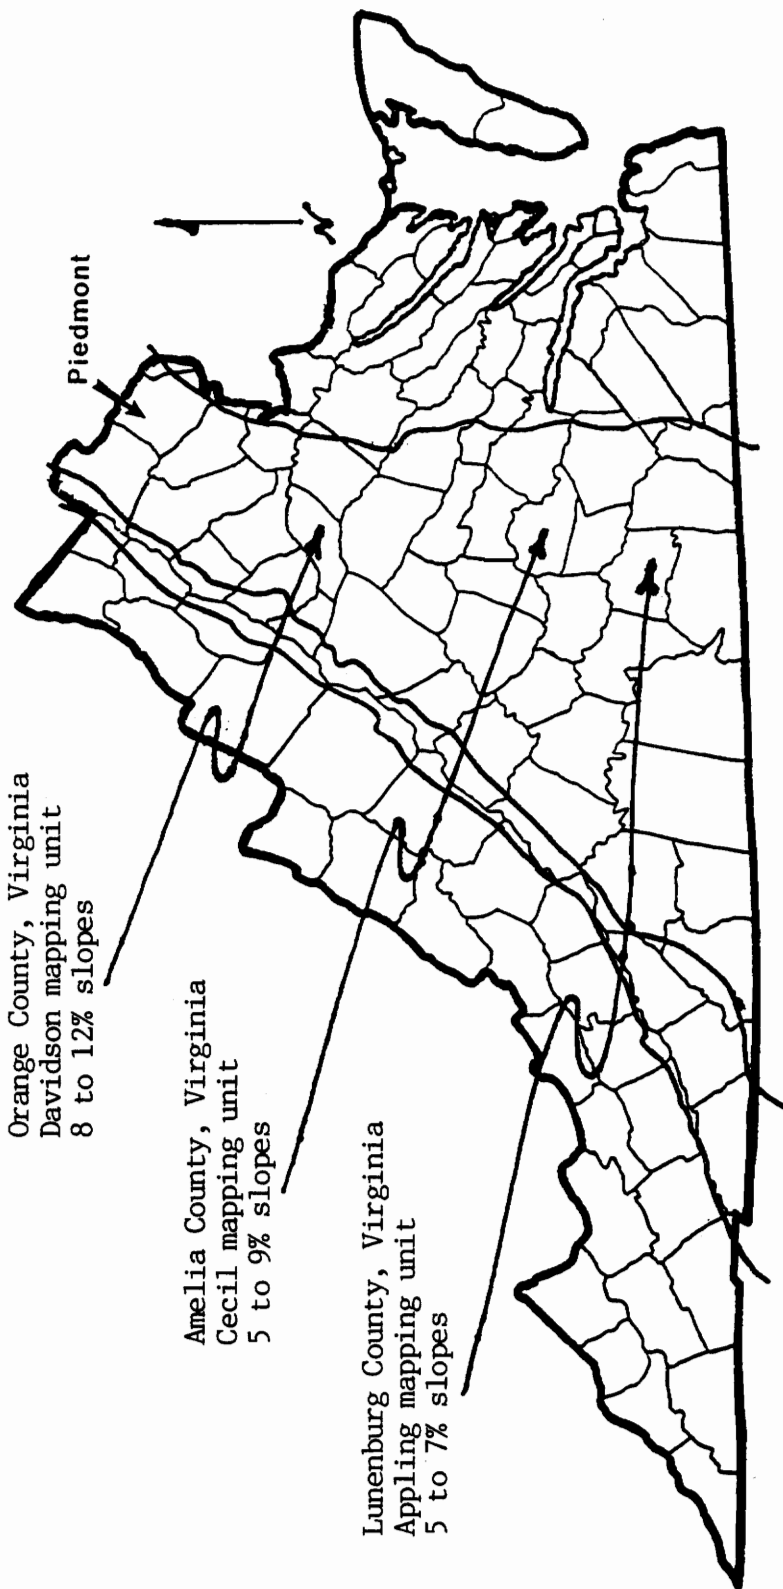 Orange County, Virginia
Davidson mapping unit
8 to 12% slopes
Amelia County, Virginia
Cecil mapping unit
5 to 9% slopes
Lunenburg County, Virginia
Appling mapping unit
5 to 7% slopes
Piedmont
N